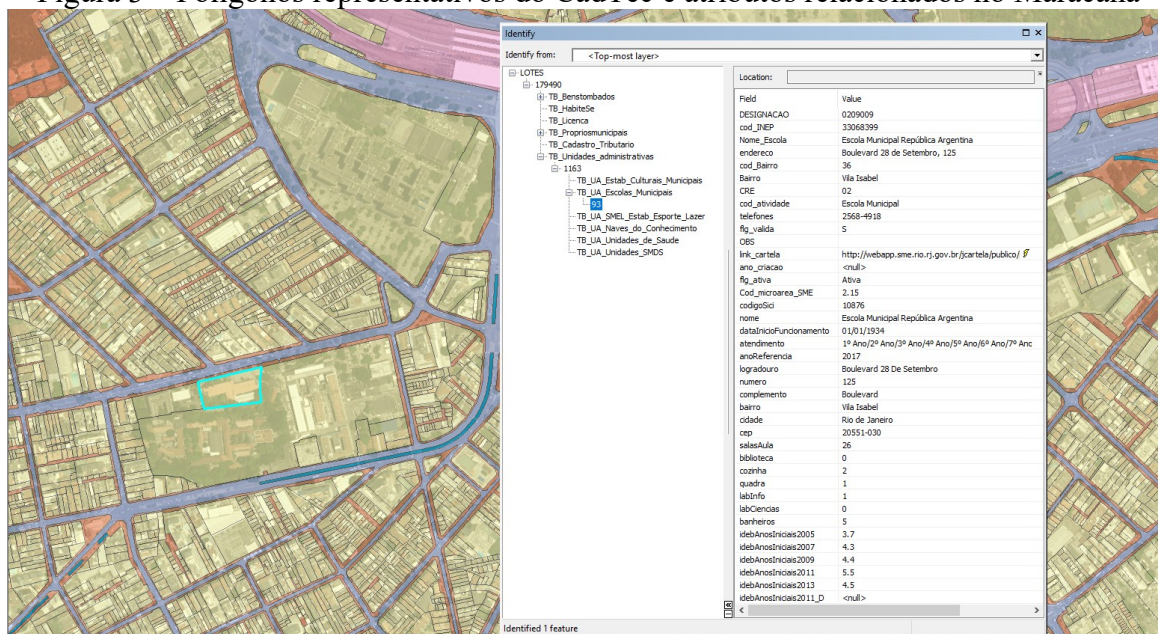 Identify
Identify from: <Top-most layer>
LOTES
179490
TB_Benstombados
TB_HabiteSe
TB_Licenca
TB_Propriosmunicipais
TB_Cadastro_Tributario
TB_Unidades_administrativas
1163
TB_UA_Estab_Culturais_Municipais
TB_UA_Escolas_Municipais
93
TB_UA_SMEL_Estab_Esporte_Lazer
TB_UA_Naves_do_Conhecimento
TB_UA_Unidades_de_Saude
TB_UA_Unidades_SMDS
Location:
Field Value
DESIGNACAO 0209009
cod_INEP 33068399
Nome_Escola Escola Municipal República Argentina
endereco Boulevard 28 de Setembro, 125
cod_Bairro 36
Bairro Vila Isabel
CRE 02
cod_atividade Escola Municipal
telefones 2568-4918
flg_valida S
OBS
link_cartela http://webapp.sme.rio.rj.gov.br/jcartela/publico/
ano_criacao <null>
flg_ativa Ativa
Cod_microarea_SME 2.15
codigoSici 10876
nome Escola Municipal República Argentina
dataInicioFuncionamento 01/01/1934
atendimento 1º Ano/2º Ano/3º Ano/4º Ano/5º Ano/6º Ano/7º Anc
anoReferencia 2017
logradouro Boulevard 28 De Setembro
numero 125
complemento Boulevard
bairro Vila Isabel
cidade Rio de Janeiro
cep 20551-030
salasAula 26
biblioteca 0
cozinha 2
quadra 1
labInfo 1
labCiencias 0
banheiros 5
idebAnosIniciais2005 3.7
idebAnosIniciais2007 4.3
idebAnosIniciais2009 4.4
idebAnosIniciais2011 5.5
idebAnosIniciais2013 4.5
idebAnosIniciais2011_D <null>
Identified 1 feature